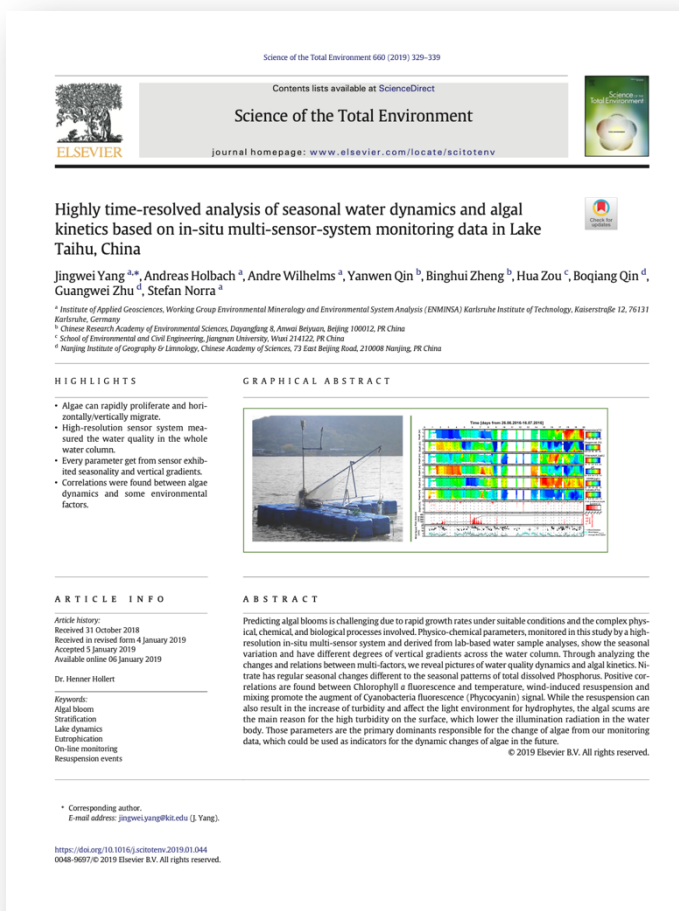 Science of the Total Environment 660 (2019) 329–339
Contents lists available at ScienceDirect
Science of the Total Environment
journal homepage: www.elsevier.com/locate/scitotenv
ELSEVIER
Science of the
Total Environment
Check for
updates
Highly time-resolved analysis of seasonal water dynamics and algal
kinetics based on in-situ multi-sensor-system monitoring data in Lake
Taihu, China
Jingwei Yang a,*, Andreas Holbach a, Andre Wilhelms a, Yanwen Qin b, Binghui Zheng b, Hua Zou c, Boqiang Qin d,
Guangwei Zhu d, Stefan Norra a
a Institute of Applied Geosciences, Working Group Environmental Mineralogy and Environmental System Analysis (ENMINSA) Karlsruhe Institute of Technology, Kaiserstraße 12, 76131
Karlsruhe, Germany
b Chinese Research Academy of Environmental Sciences, Dayangfang 8, Anwai Beiyuan, Beijing 100012, PR China
c School of Environmental and Civil Engineering, Jiangnan University, Wuxi 214122, PR China
d Nanjing Institute of Geography & Limnology, Chinese Academy of Sciences, 73 East Beijing Road, 210008 Nanjing, PR China
HIGHLIGHTS
• Algae can rapidly proliferate and hori-
zontally/vertically migrate.
• High-resolution sensor system mea-
sured the water quality in the whole
water column.
• Every parameter get from sensor exhib-
ited seasonality and vertical gradients.
• Correlations were found between algae
dynamics and some environmental
factors.
GRAPHICAL ABSTRACT
ARTICLE INFO
Article history:
Received 31 October 2018
Received in revised form 4 January 2019
Accepted 5 January 2019
Available online 06 January 2019
Dr. Henner Hollert
Keywords:
Algal bloom
Stratification
Lake dynamics
Eutrophication
On-line monitoring
Resuspension events
ABSTRACT
Predicting algal blooms is challenging due to rapid growth rates under suitable conditions and the complex phys-
ical, chemical, and biological processes involved. Physico-chemical parameters, monitored in this study by a high-
resolution in-situ multi-sensor system and derived from lab-based water sample analyses, show the seasonal
variation and have different degrees of vertical gradients across the water column. Through analyzing the
changes and relations between multi-factors, we reveal pictures of water quality dynamics and algal kinetics. Ni-
trate has regular seasonal changes different to the seasonal patterns of total dissolved Phosphorus. Positive cor-
relations are found between Chlorophyll a fluorescence and temperature, wind-induced resuspension and
mixing promote the augment of Cyanobacteria fluorescence (Phycocyanin) signal. While the resuspension can
also result in the increase of turbidity and affect the light environment for hydrophytes, the algal scums are
the main reason for the high turbidity on the surface, which lower the illumination radiation in the water
body. Those parameters are the primary dominants responsible for the change of algae from our monitoring
data, which could be used as indicators for the dynamic changes of algae in the future.
© 2019 Elsevier B.V. All rights reserved.
* Corresponding author.
E-mail address: jingwei.yang@kit.edu (J. Yang).
https://doi.org/10.1016/j.scitotenv.2019.01.044
0048-9697/© 2019 Elsevier B.V. All rights reserved.